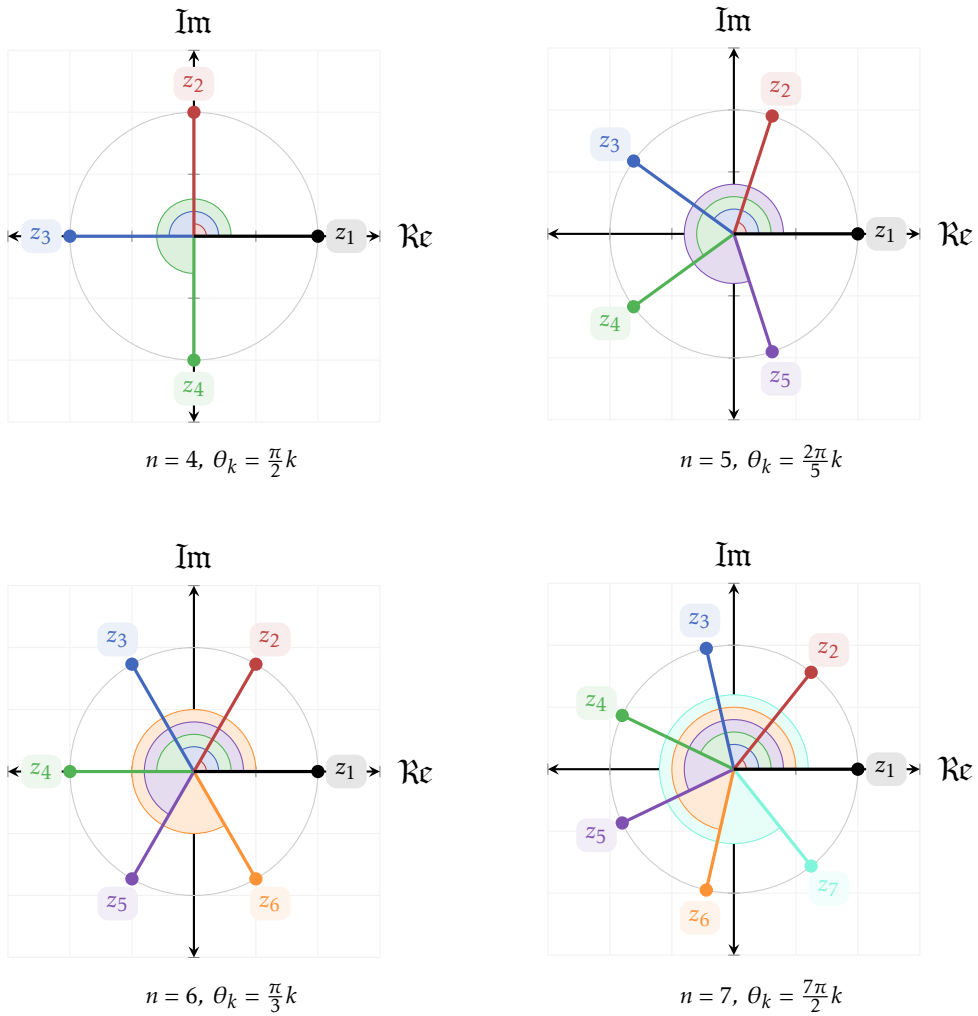 ℑm
z₂
z₃
z₁
ℜe
z₄
n = 4, θₖ = π/2 k
ℑm
z₂
z₃
z₁
ℜe
z₄
z₅
n = 5, θₖ = 2π/5 k
ℑm
z₃
z₂
z₄
z₁
ℜe
z₅
z₆
n = 6, θₖ = π/3 k
ℑm
z₃
z₂
z₄
z₁
ℜe
z₅
z₇
z₆
n = 7, θₖ = 7π/2 k